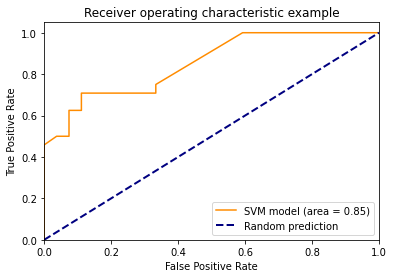 Receiver operating characteristic example
True Positive Rate
1.0
0.8
0.6
0.4
0.2
0.0
SVM model (area = 0.85)
Random prediction
0.0 0.2 0.4 0.6 0.8 1.0
False Positive Rate